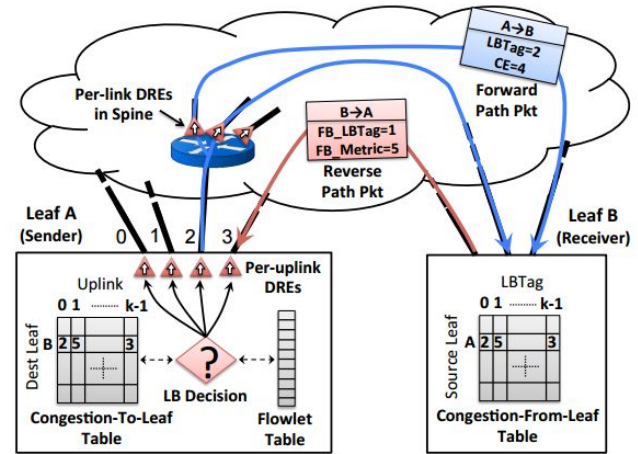 A→B
LBTag=2
CE=4
Forward
Path Pkt
Per-link DREs
in Spine
B→A
FB_LBTag=1
FB_Metric=5
Reverse
Path Pkt
Leaf A
(Sender)
0 1 2 3
Leaf B
(Receiver)
Per-uplink
DREs
Uplink
0 1 ......... k-1
Dest Leaf
B 2 5 3
?
LB Decision
Congestion-To-Leaf
Table
Flowlet
Table
LBTag
0 1 ......... k-1
Source Leaf
A 2 5 3
Congestion-From-Leaf
Table